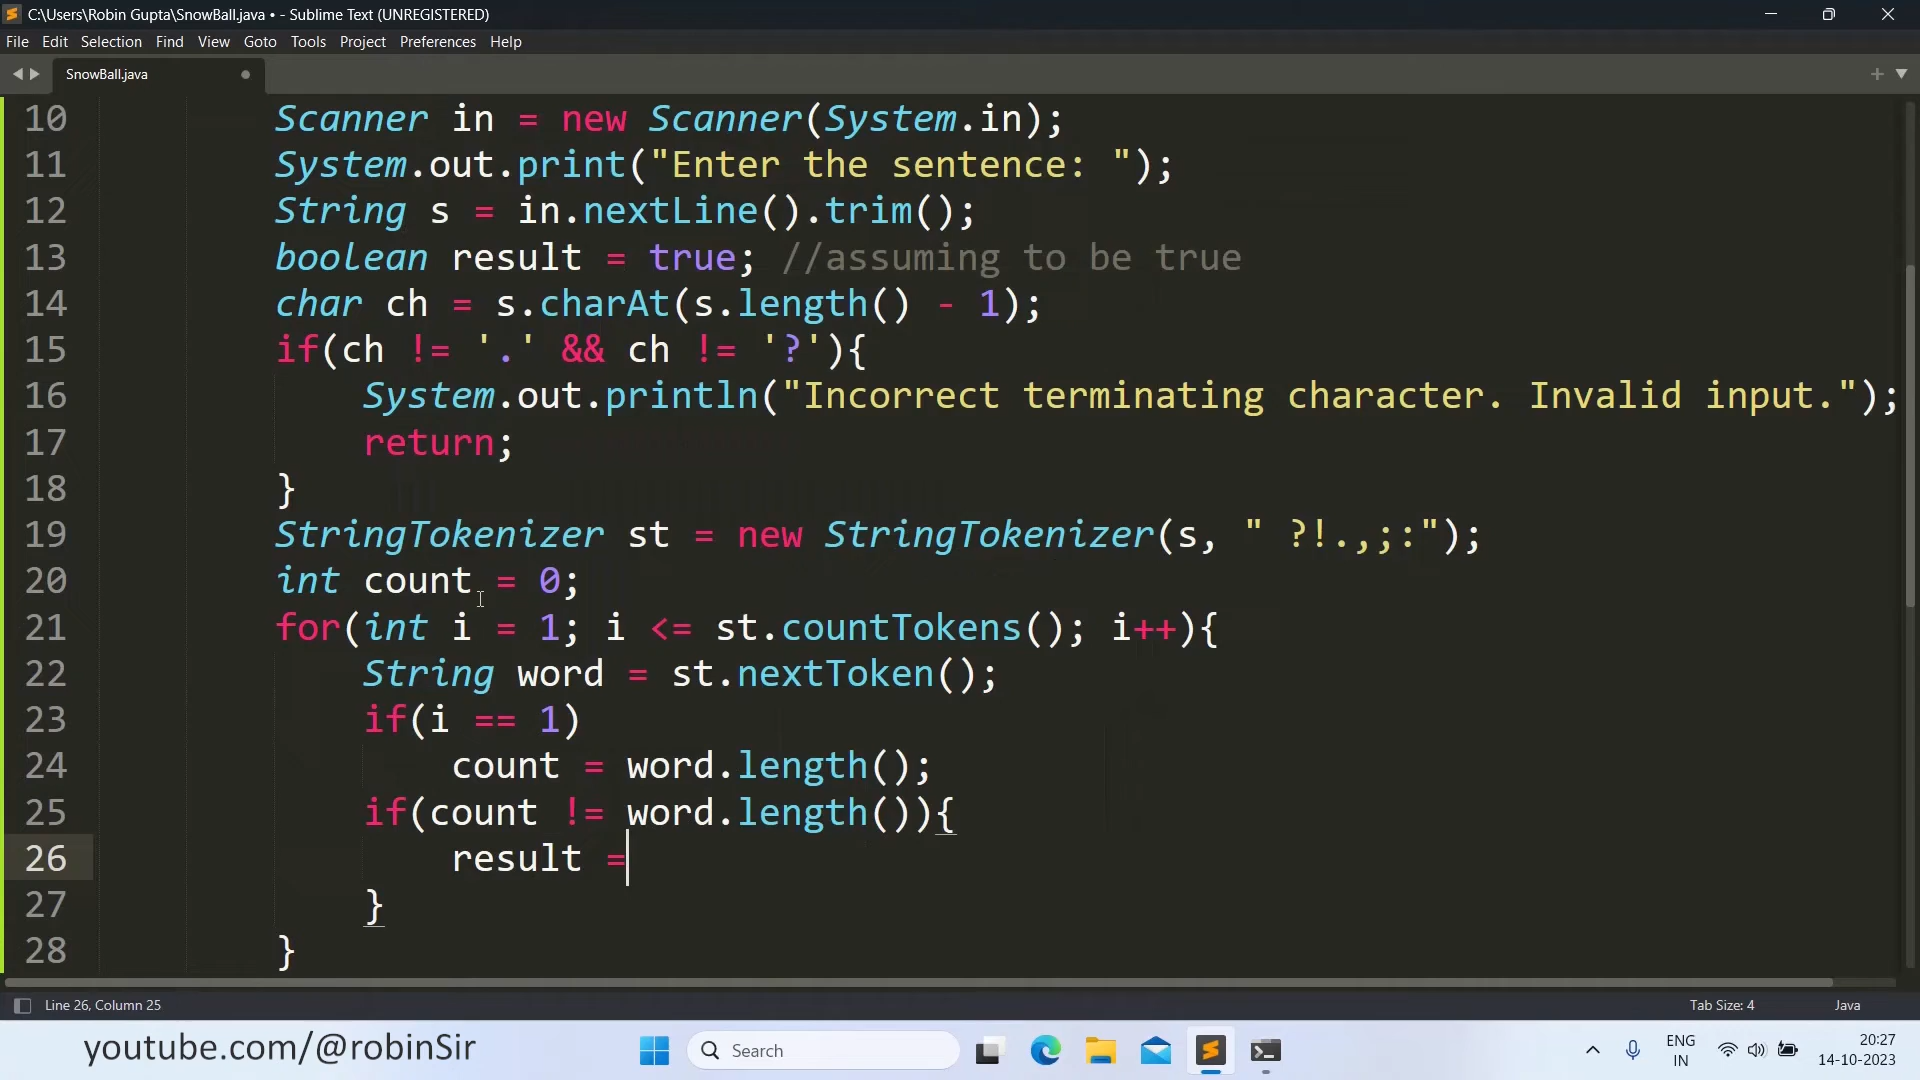 C:\Users\Robin Gupta\SnowBall.java • - Sublime Text (UNREGISTERED)
File Edit Selection Find View Goto Tools Project Preferences Help
SnowBall.java
10 Scanner in = new Scanner(System.in);
11 System.out.print("Enter the sentence: ");
12 String s = in.nextLine().trim();
13 boolean result = true; //assuming to be true
14 char ch = s.charAt(s.length() - 1);
15 if(ch != '.' && ch != '?'){
16 System.out.println("Incorrect terminating character. Invalid input.");
17 return;
18 }
19 StringTokenizer st = new StringTokenizer(s, " ?!.,;:");
20 int count = 0;
21 for(int i = 1; i <= st.countTokens(); i++){
22 String word = st.nextToken();
23 if(i == 1)
24 count = word.length();
25 if(count != word.length()){
26 result =
27 }
28 }
Line 26, Column 25 Tab Size: 4 Java
youtube.com/@robinSir
Search
ENG
IN
20:27
14-10-2023